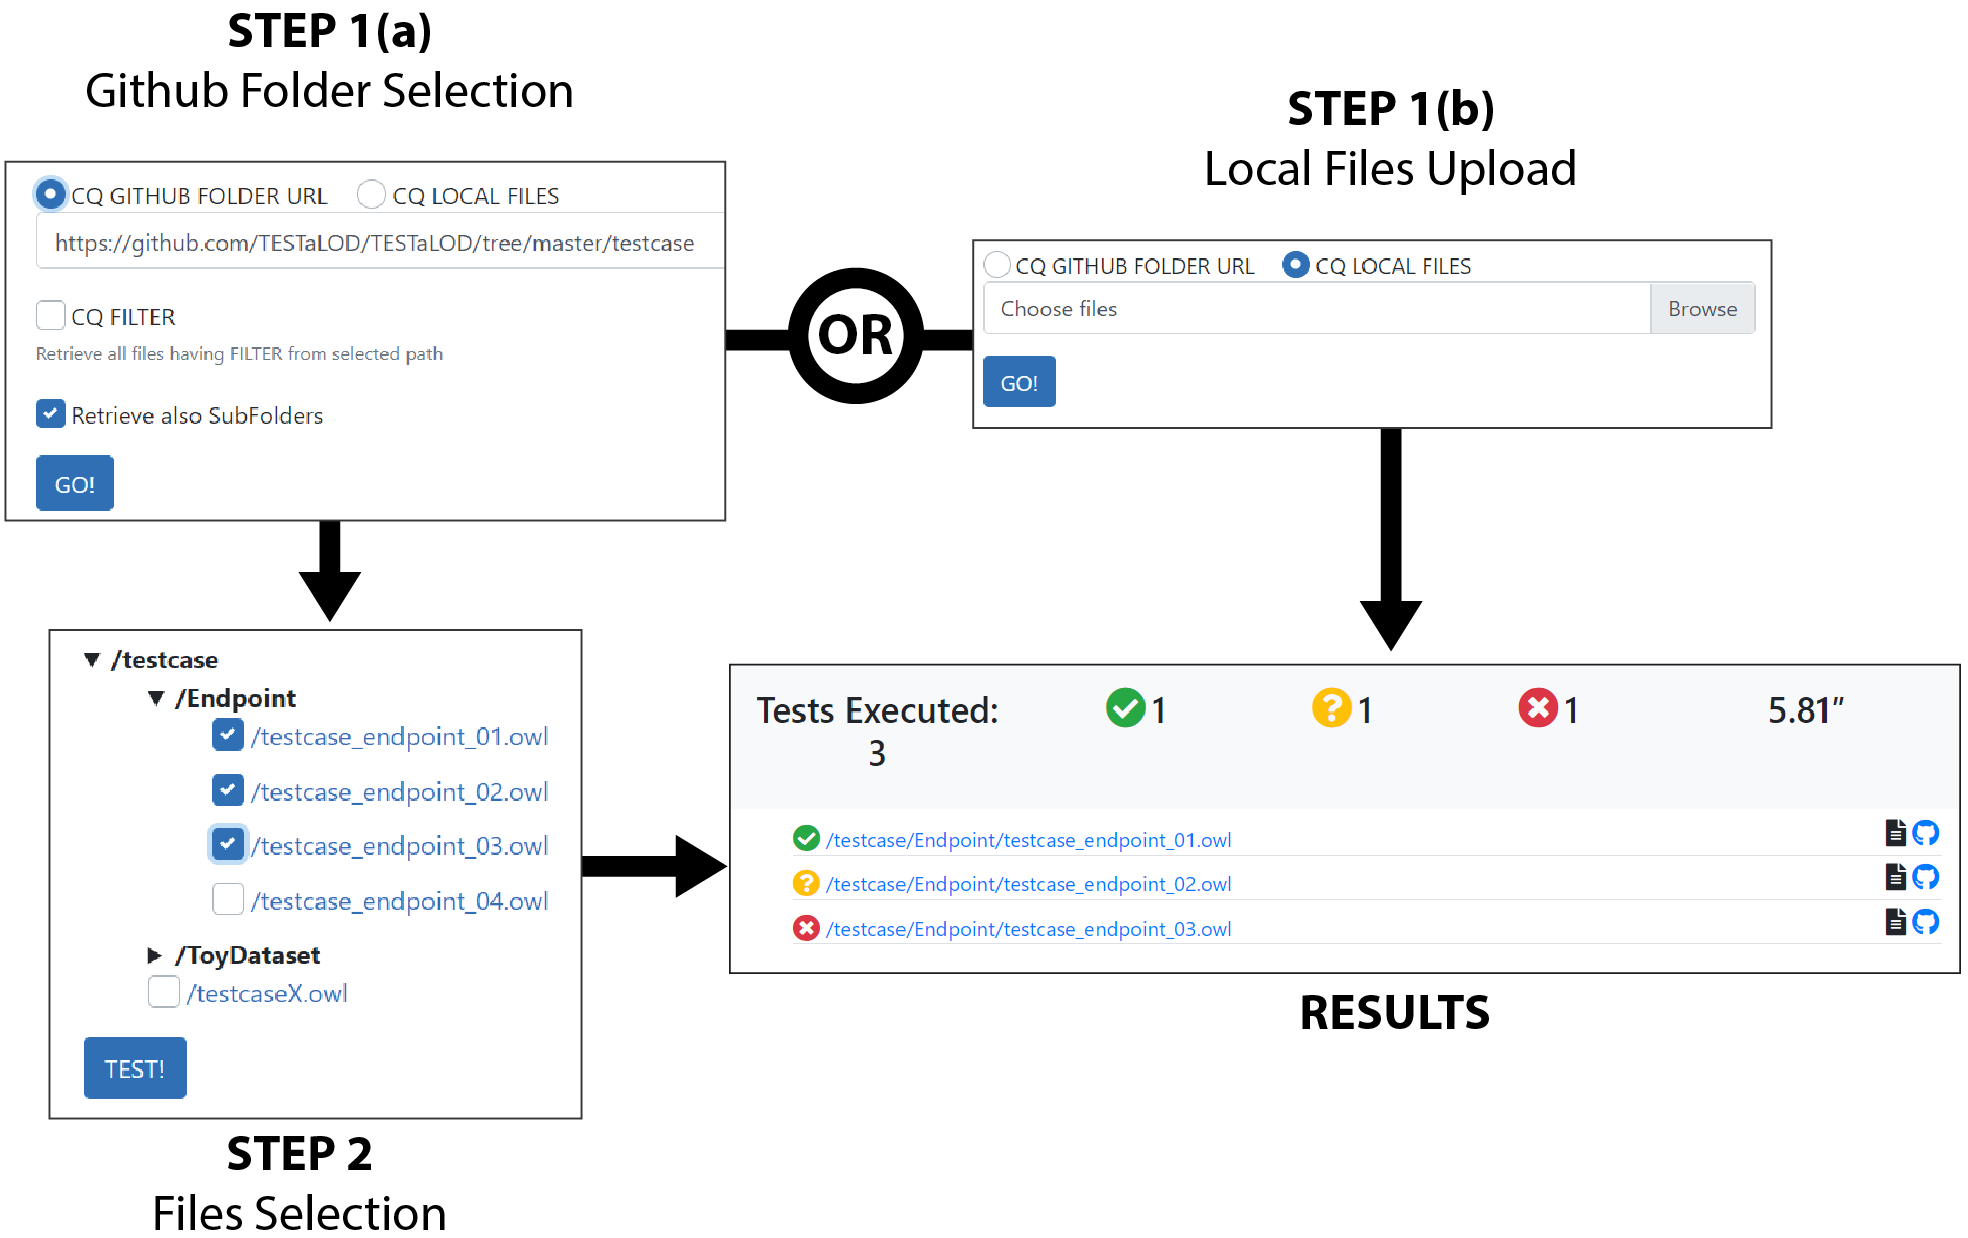 STEP 1(a)
Github Folder Selection
CQ GITHUB FOLDER URL CQ LOCAL FILES
https://github.com/TESTaLOD/TESTaLOD/tree/master/testcase
CQ FILTER
Retrieve all files having FILTER from selected path
Retrieve also SubFolders
GO!
OR
STEP 1(b)
Local Files Upload
CQ GITHUB FOLDER URL CQ LOCAL FILES
Choose files Browse
GO!
/testcase
/Endpoint
/testcase_endpoint_01.owl
/testcase_endpoint_02.owl
/testcase_endpoint_03.owl
/testcase_endpoint_04.owl
/ToyDataset
/testcaseX.owl
TEST!
STEP 2
Files Selection
Tests Executed: 1 1 1 5.81″
3
/testcase/Endpoint/testcase_endpoint_01.owl
/testcase/Endpoint/testcase_endpoint_02.owl
/testcase/Endpoint/testcase_endpoint_03.owl
RESULTS